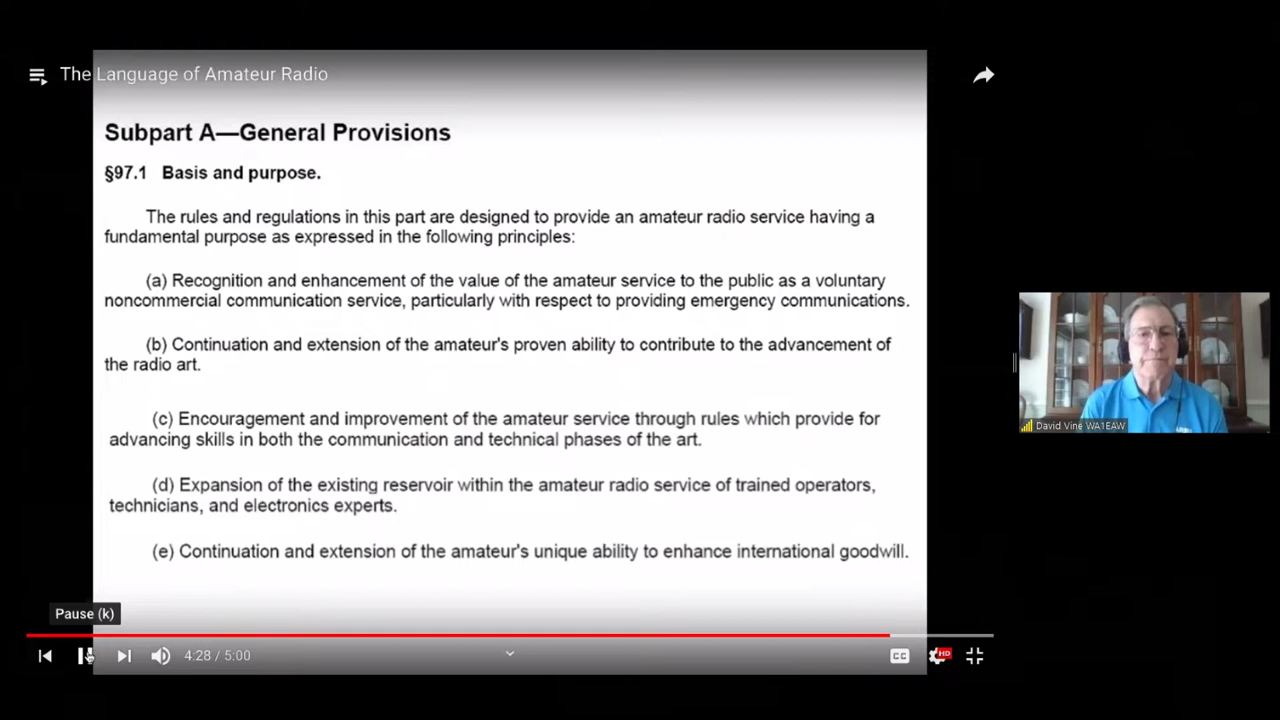 The Language of Amateur Radio
Subpart A—General Provisions
§97.1 Basis and purpose.
The rules and regulations in this part are designed to provide an amateur radio service having a
fundamental purpose as expressed in the following principles:
(a) Recognition and enhancement of the value of the amateur service to the public as a voluntary
noncommercial communication service, particularly with respect to providing emergency communications.
(b) Continuation and extension of the amateur's proven ability to contribute to the advancement of
the radio art.
(c) Encouragement and improvement of the amateur service through rules which provide for
advancing skills in both the communication and technical phases of the art.
(d) Expansion of the existing reservoir within the amateur radio service of trained operators,
technicians, and electronics experts.
(e) Continuation and extension of the amateur's unique ability to enhance international goodwill.
David Vine WA1EAW
Pause (k)
4:28 / 5:00
CC
HD